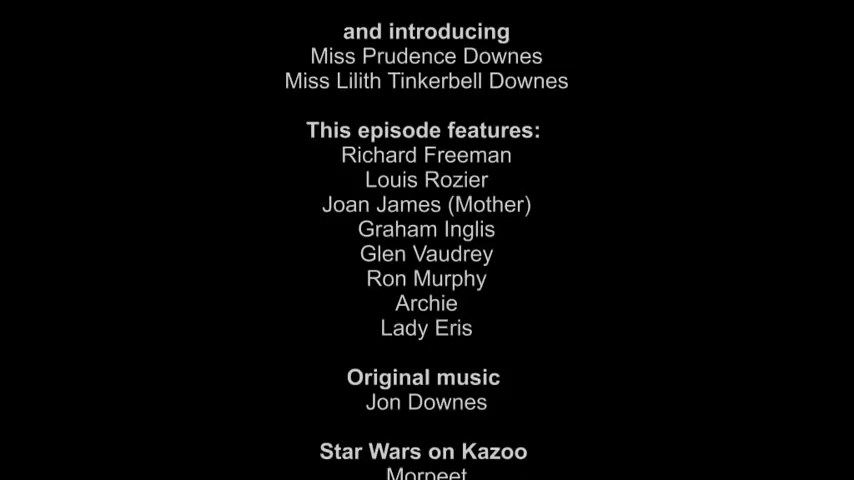 and introducing
Miss Prudence Downes
Miss Lilith Tinkerbell Downes
This episode features:
Richard Freeman
Louis Rozier
Joan James (Mother)
Graham Inglis
Glen Vaudrey
Ron Murphy
Archie
Lady Eris
Original music
Jon Downes
Star Wars on Kazoo
Morpeet